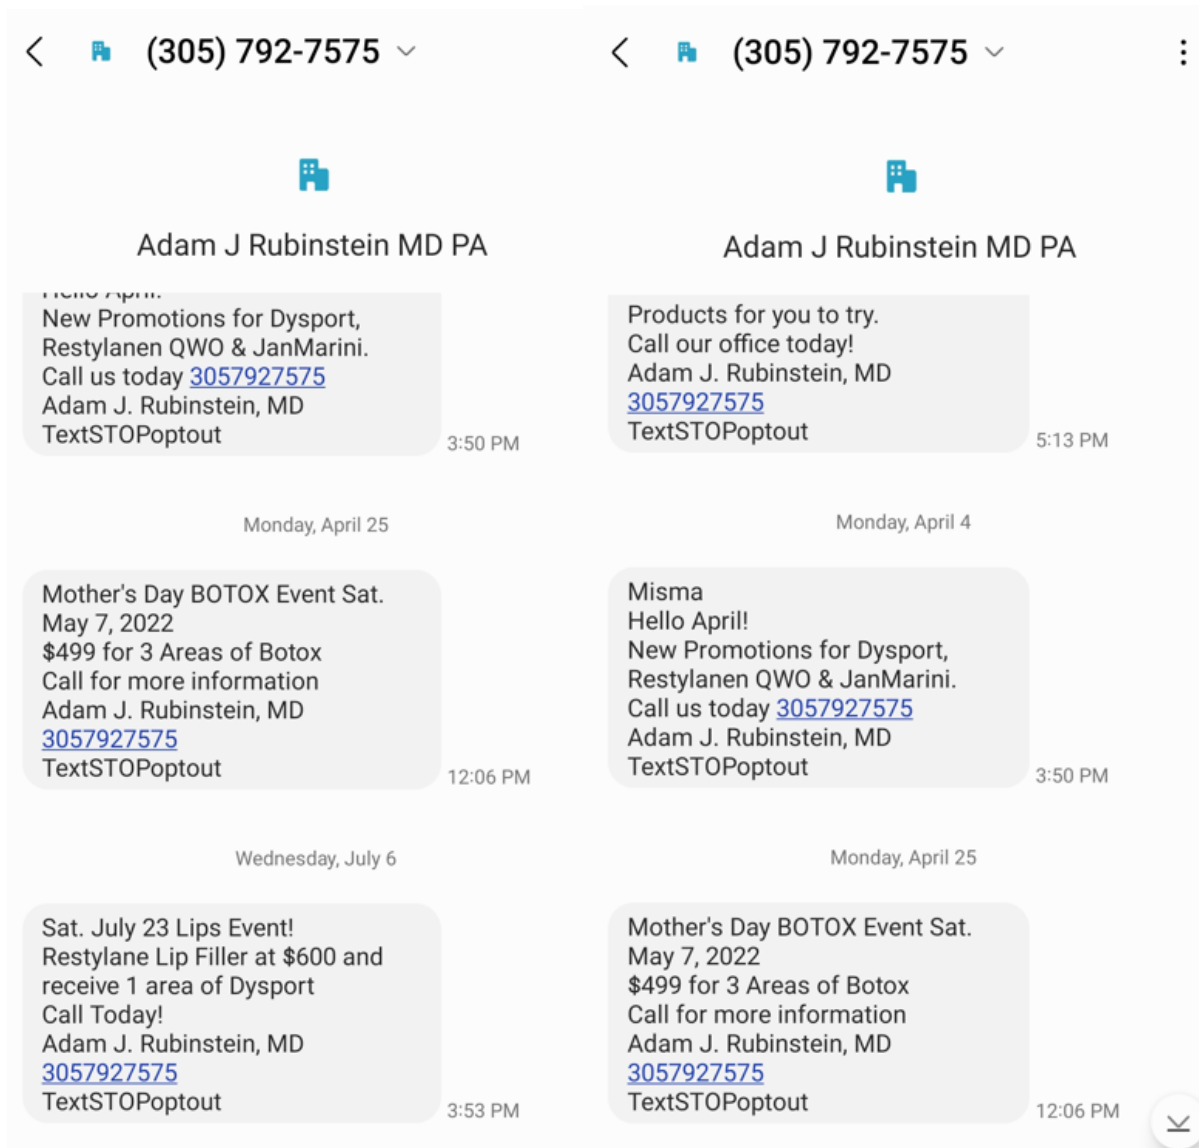 (305) 792-7575
Adam J Rubinstein MD PA
Hello April!
New Promotions for Dysport,
Restylanen QWO & JanMarini.
Call us today 3057927575
Adam J. Rubinstein, MD
TextSTOPoptout
3:50 PM
Monday, April 25
Mother's Day BOTOX Event Sat.
May 7, 2022
$499 for 3 Areas of Botox
Call for more information
Adam J. Rubinstein, MD
3057927575
TextSTOPoptout
12:06 PM
Wednesday, July 6
Sat. July 23 Lips Event!
Restylane Lip Filler at $600 and
receive 1 area of Dysport
Call Today!
Adam J. Rubinstein, MD
3057927575
TextSTOPoptout
3:53 PM
(305) 792-7575
Adam J Rubinstein MD PA
Products for you to try.
Call our office today!
Adam J. Rubinstein, MD
3057927575
TextSTOPoptout
5:13 PM
Monday, April 4
Misma
Hello April!
New Promotions for Dysport,
Restylanen QWO & JanMarini.
Call us today 3057927575
Adam J. Rubinstein, MD
TextSTOPoptout
3:50 PM
Monday, April 25
Mother's Day BOTOX Event Sat.
May 7, 2022
$499 for 3 Areas of Botox
Call for more information
Adam J. Rubinstein, MD
3057927575
TextSTOPoptout
12:06 PM